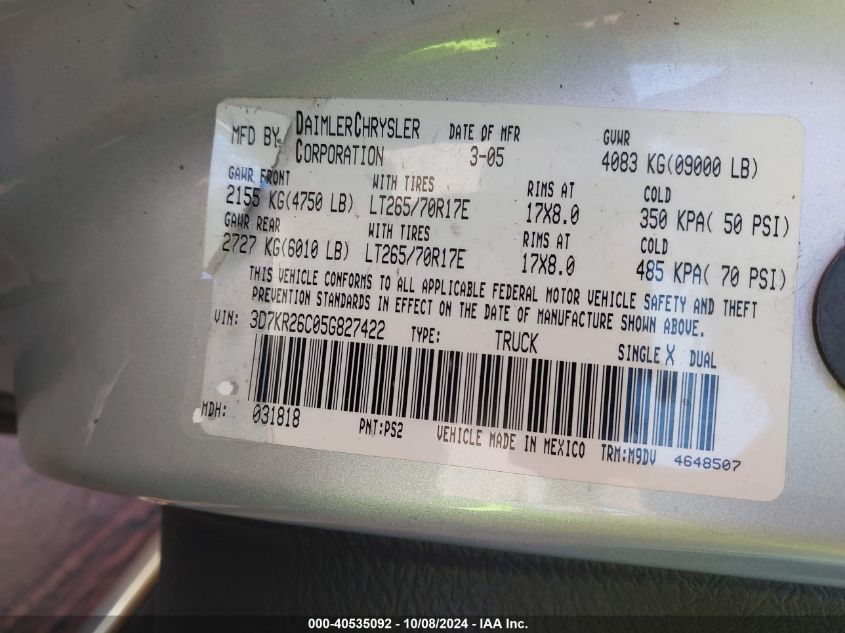 MFD BY: DAIMLERCHRYSLER CORPORATION
DATE OF MFR 3-05
GVWR 4083 KG(09000 LB)
GAWR FRONT WITH TIRES RIMS AT COLD
2155 KG(4750 LB) LT265/70R17E 17X8.0 350 KPA( 50 PSI)
GAWR REAR WITH TIRES RIMS AT COLD
2727 KG(6010 LB) LT265/70R17E 17X8.0 485 KPA( 70 PSI)
THIS VEHICLE CONFORMS TO ALL APPLICABLE FEDERAL MOTOR VEHICLE SAFETY AND THEFT
PREVENTION STANDARDS IN EFFECT ON THE DATE OF MANUFACTURE SHOWN ABOVE.
VIN: 3D7KR26C05G827422 TYPE: TRUCK SINGLE X DUAL
MDH: 031818 PNT:PS2 VEHICLE MADE IN MEXICO TRM:M9DV 4648507
000-40535092 - 10/08/2024 - IAA Inc.